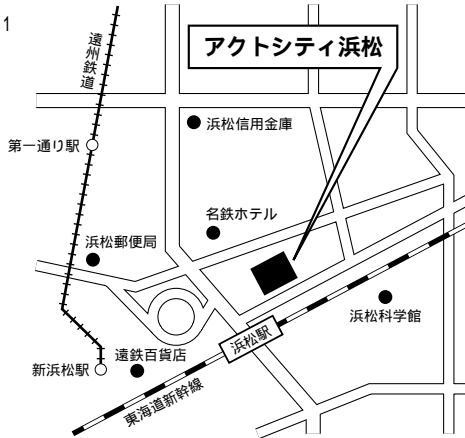 1
遠州鉄道
アクトシティ浜松
浜松信用金庫
第一通り駅
名鉄ホテル
浜松郵便局
浜松科学館
浜松駅
遠鉄百貨店
新浜松駅
東海道新幹線